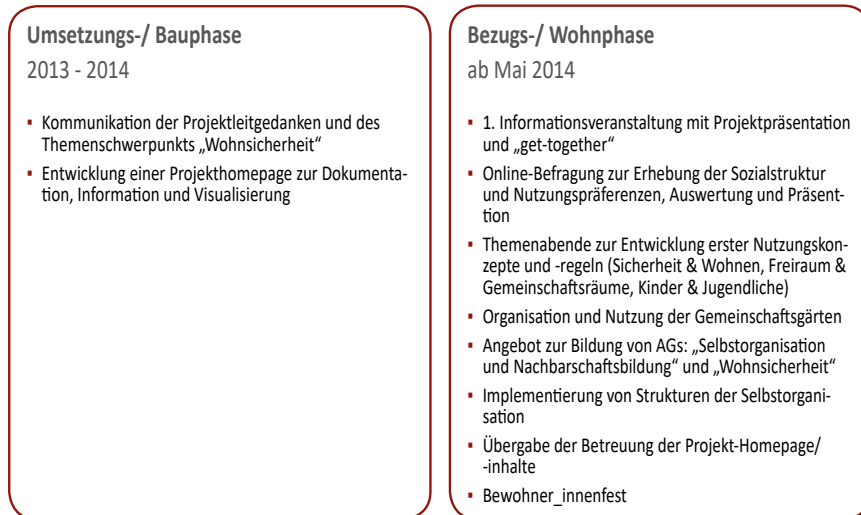 Umsetzungs-/ Bauphase
2013 - 2014
▪ Kommunikation der Projektleitgedanken und des
Themenschwerpunkts „Wohnsicherheit“
▪ Entwicklung einer Projekthomepage zur Dokumenta-
tion, Information und Visualisierung
Bezugs-/ Wohnphase
ab Mai 2014
▪ 1. Informationsveranstaltung mit Projektpräsentation
und „get-together“
▪ Online-Befragung zur Erhebung der Sozialstruktur
und Nutzungspräferenzen, Auswertung und Präsent-
tion
▪ Themenabende zur Entwicklung erster Nutzungskon-
zepte und -regeln (Sicherheit & Wohnen, Freiraum &
Gemeinschaftsräume, Kinder & Jugendliche)
▪ Organisation und Nutzung der Gemeinschaftsgärten
▪ Angebot zur Bildung von AGs: „Selbstorganisation
und Nachbarschaftsbildung“ und „Wohnsicherheit“
▪ Implementierung von Strukturen der Selbstorgani-
sation
▪ Übergabe der Betreuung der Projekt-Homepage/
-inhalte
▪ Bewohner_innenfest